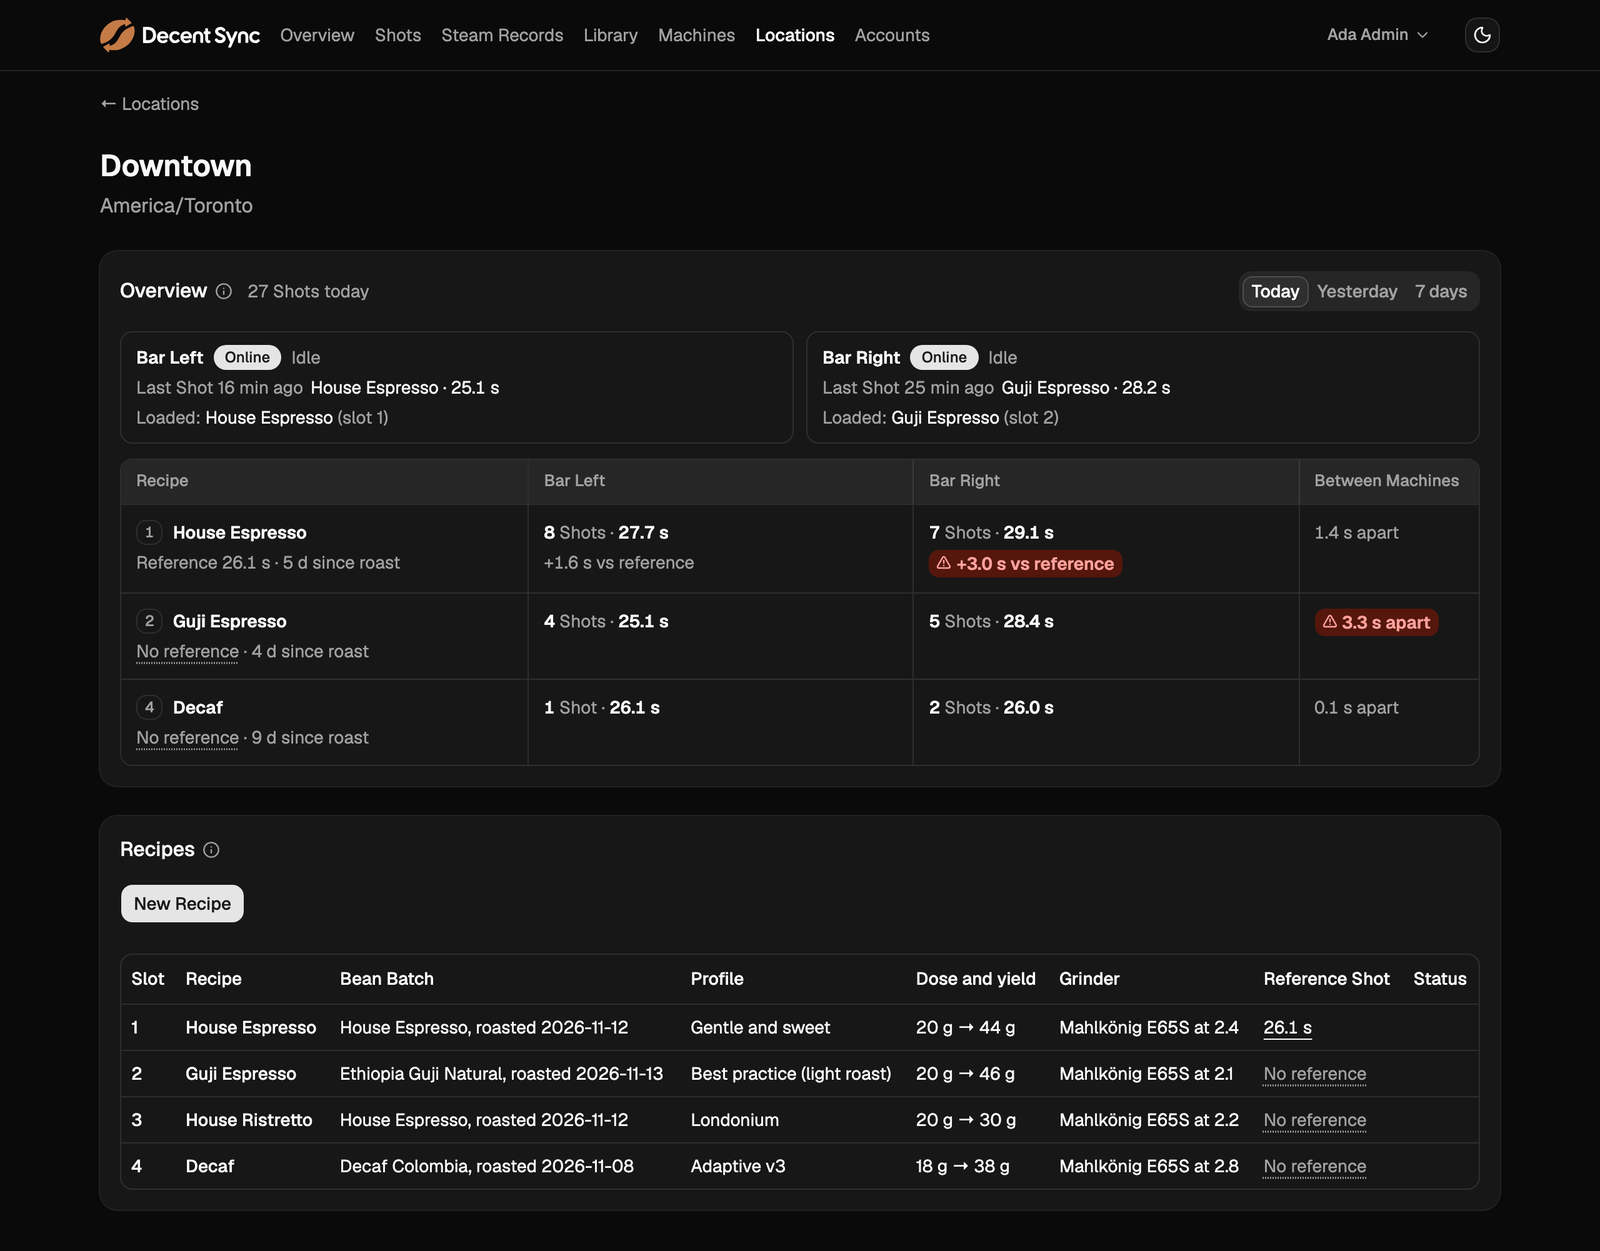 Decent Sync Overview Shots Steam Records Library Machines Locations Accounts Ada Admin
← Locations
Downtown
America/Toronto
Overview 27 Shots today Today Yesterday 7 days
Bar Left Online Idle
Last Shot 16 min ago House Espresso · 25.1 s
Loaded: House Espresso (slot 1)
Bar Right Online Idle
Last Shot 25 min ago Guji Espresso · 28.2 s
Loaded: Guji Espresso (slot 2)
Recipe Bar Left Bar Right Between Machines
1 House Espresso 8 Shots · 27.7 s 7 Shots · 29.1 s 1.4 s apart
Reference 26.1 s · 5 d since roast +1.6 s vs reference +3.0 s vs reference
2 Guji Espresso 4 Shots · 25.1 s 5 Shots · 28.4 s 3.3 s apart
No reference · 4 d since roast
4 Decaf 1 Shot · 26.1 s 2 Shots · 26.0 s 0.1 s apart
No reference · 9 d since roast
Recipes
New Recipe
Slot Recipe Bean Batch Profile Dose and yield Grinder Reference Shot Status
1 House Espresso House Espresso, roasted 2026-11-12 Gentle and sweet 20 g → 44 g Mahlkönig E65S at 2.4 26.1 s
2 Guji Espresso Ethiopia Guji Natural, roasted 2026-11-13 Best practice (light roast) 20 g → 46 g Mahlkönig E65S at 2.1 No reference
3 House Ristretto House Espresso, roasted 2026-11-12 Londonium 20 g → 30 g Mahlkönig E65S at 2.2 No reference
4 Decaf Decaf Colombia, roasted 2026-11-08 Adaptive v3 18 g → 38 g Mahlkönig E65S at 2.8 No reference